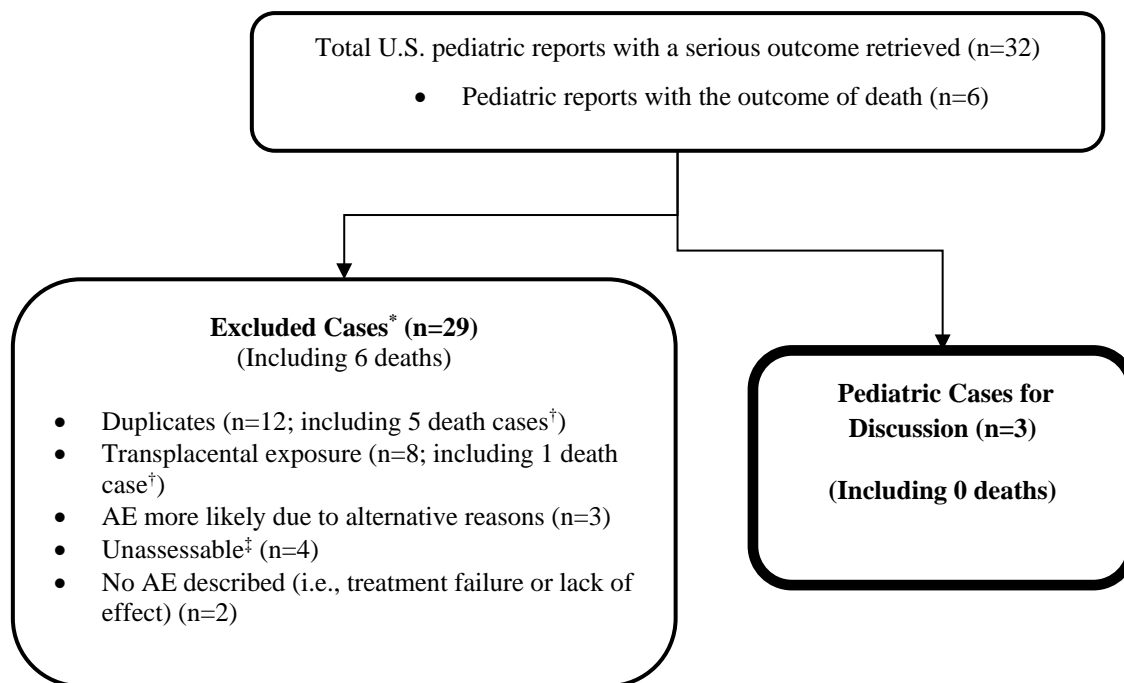 Total U.S. pediatric reports with a serious outcome retrieved (n=32)
• Pediatric reports with the outcome of death (n=6)
Excluded Cases* (n=29)
(Including 6 deaths)
• Duplicates (n=12; including 5 death cases†)
• Transplacental exposure (n=8; including 1 death
case†)
• AE more likely due to alternative reasons (n=3)
• Unassessable‡ (n=4)
• No AE described (i.e., treatment failure or lack of
effect) (n=2)
Pediatric Cases for
Discussion (n=3)
(Including 0 deaths)